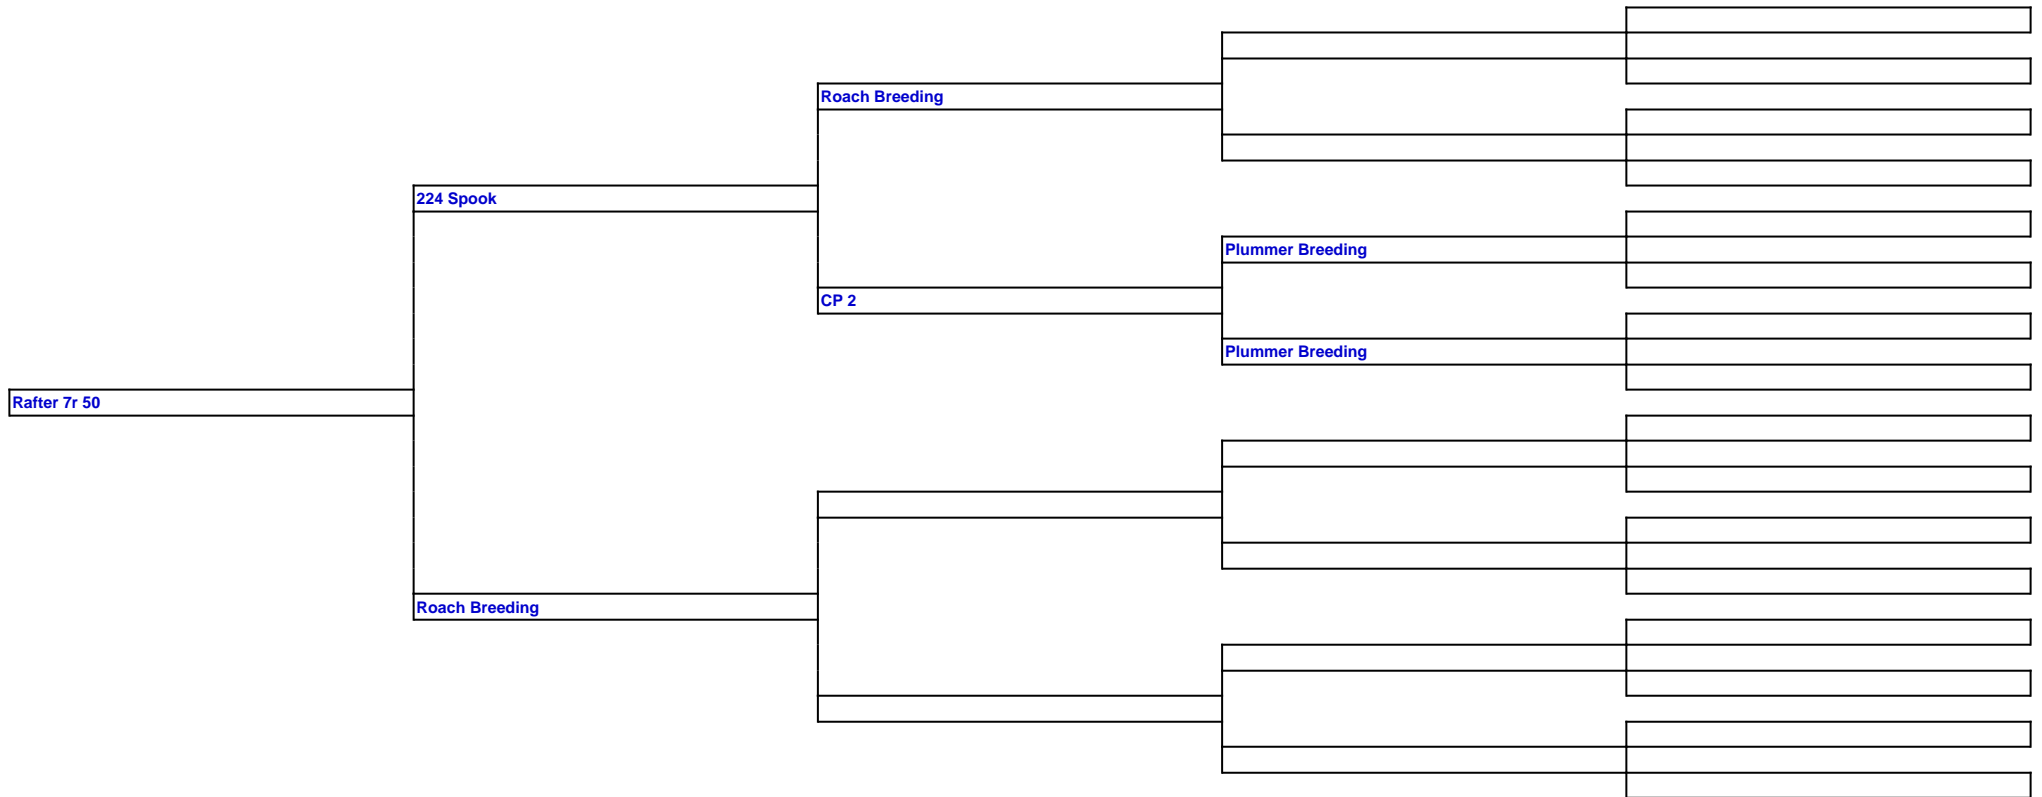 Roach Breeding
224 Spook
Plummer Breeding
CP 2
Plummer Breeding
Rafter 7r 50
Roach Breeding